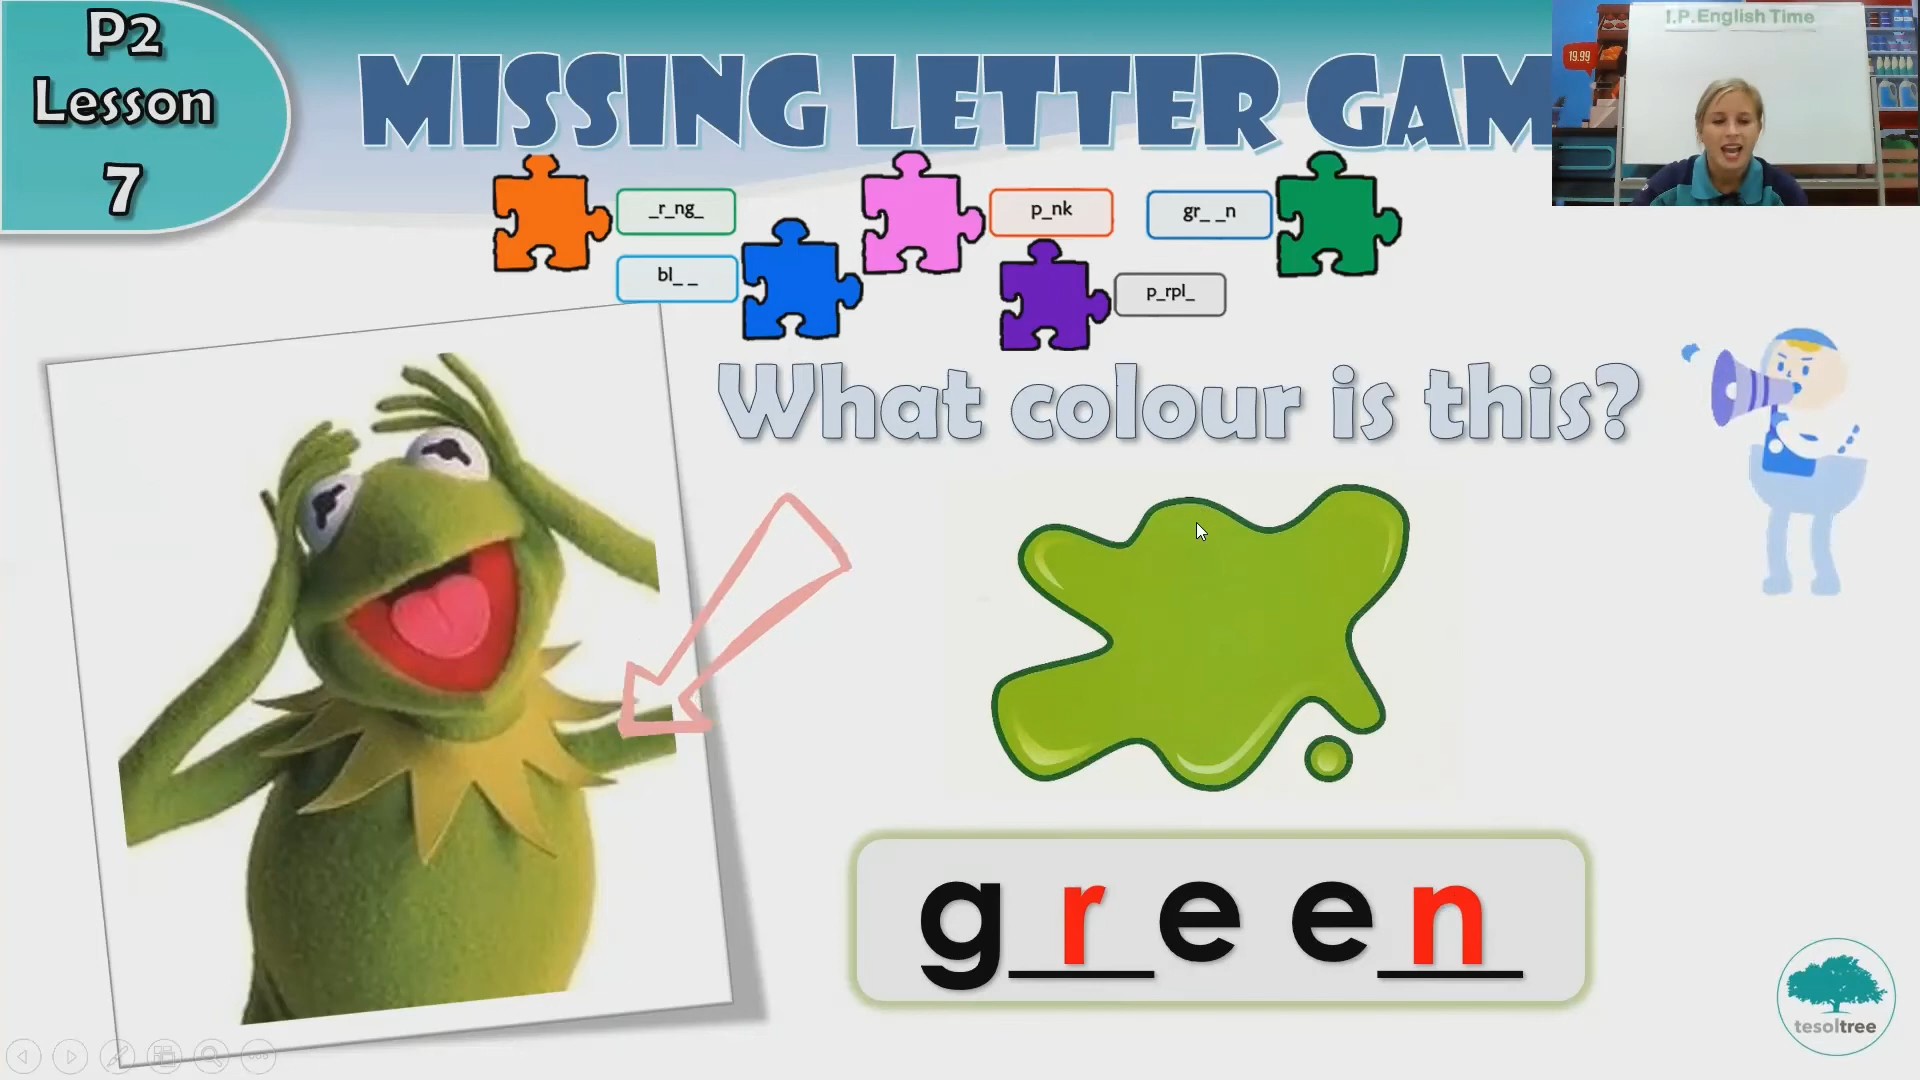 P2
Lesson
7
MISSING LETTER GAM
I.P.English Time
19.99
_r_ng_
p_nk
gr_ _n
bl_ _
p_rpl_
What colour is this?
g r e e n
tesoltree